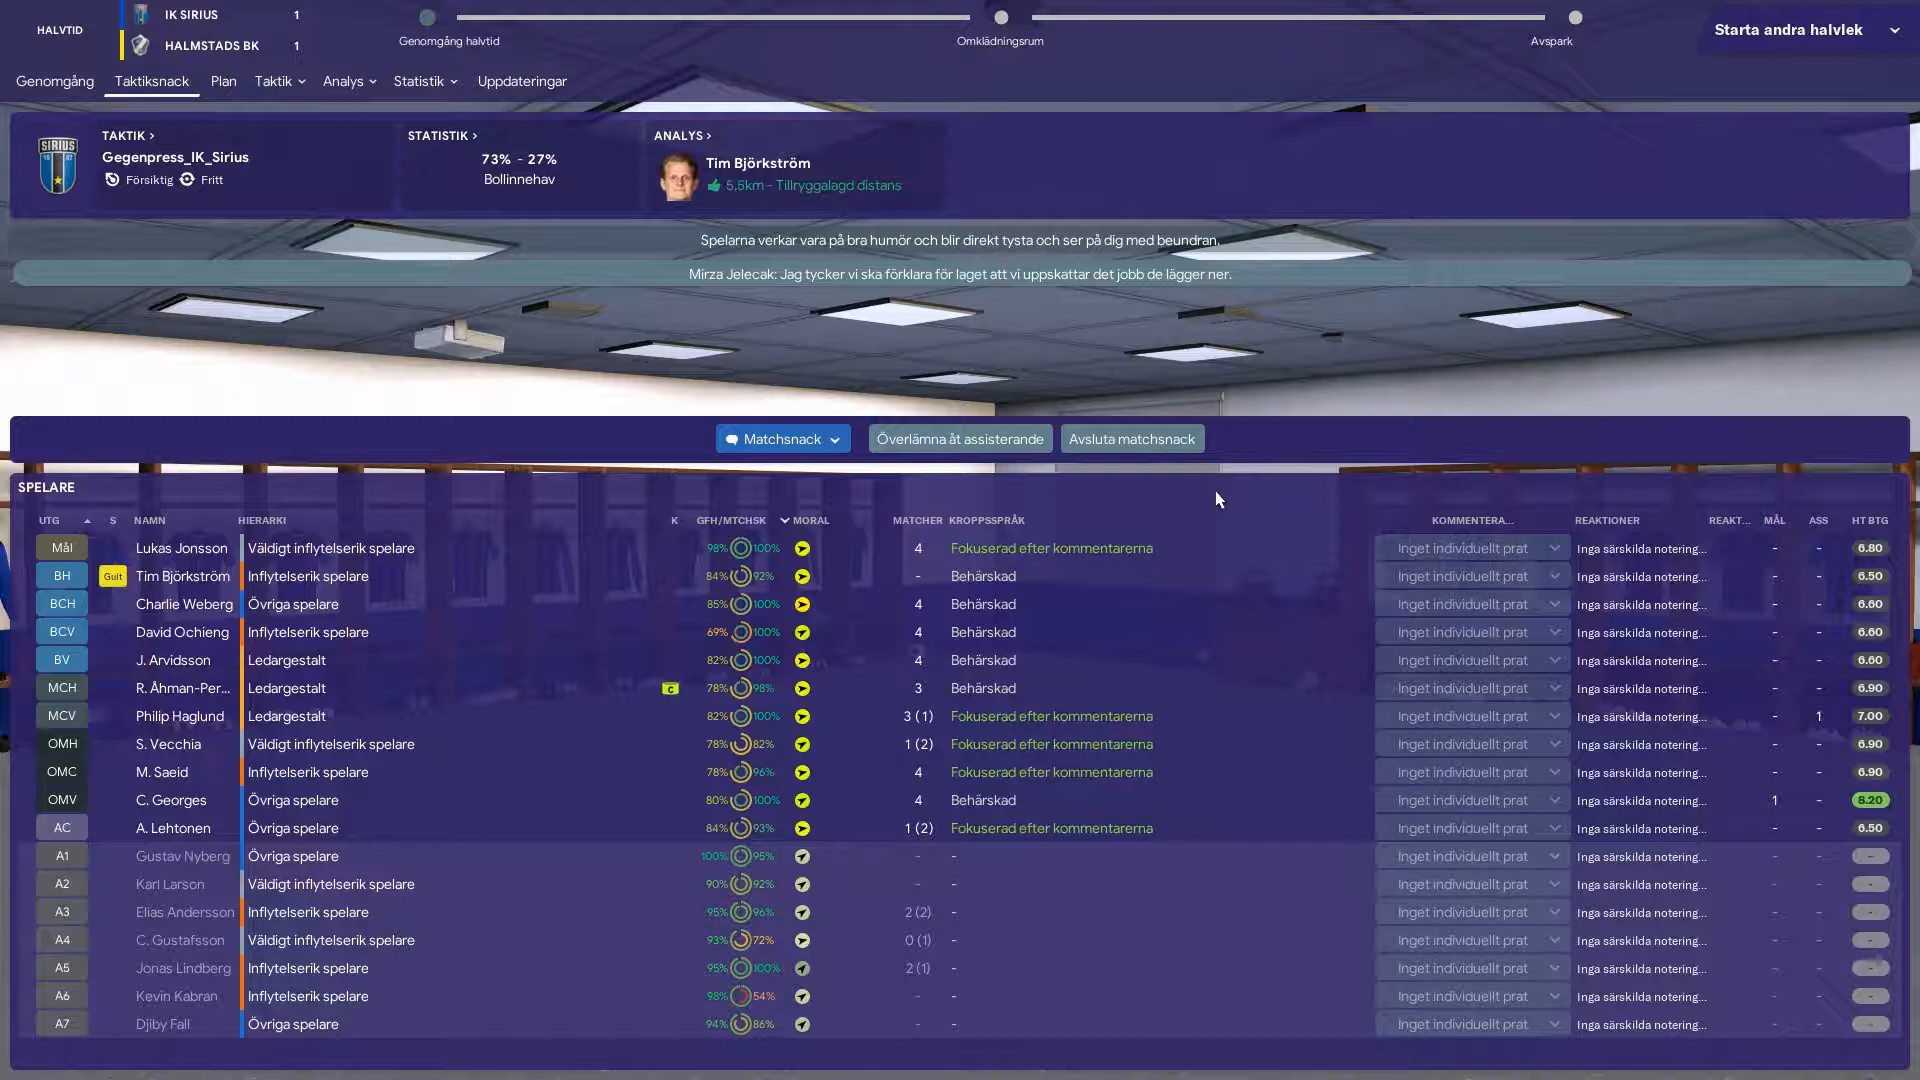 HALVTID
IK SIRIUS 1
HALMSTADS BK 1
Genomgång halvtid
Omklädningsrum
Avspark
Starta andra halvlek
Genomgång Taktiksnack Plan Taktik Analys Statistik Uppdateringar
SIRIUS
TAKTIK >
Gegenpress_IK_Sirius
Försiktig Fritt
STATISTIK >
73% - 27%
Bollinnehav
ANALYS >
Tim Björkström
5,5km - Tillryggalagd distans
Spelarna verkar vara på bra humör och blir direkt tysta och ser på dig med beundran.
Mirza Jelecak: Jag tycker vi ska förklara för laget att vi uppskattar det jobb de lägger ner.
Matchsnack Överlämna åt assisterande Avsluta matchsnack
SPELARE
UTG S NAMN HIERARKI K GFH/MTCHSK MORAL MATCHER KROPPSSPRÅK KOMMENTERA... REAKTIONER REAKT... MÅL ASS HT BTG
Mål Lukas Jonsson Väldigt inflytelserik spelare 98% 100% 4 Fokuserad efter kommentarerna Inget individuellt prat Inga särskilda notering... - - 6.80
BH Gult Tim Björkström Inflytelserik spelare 84% 92% - Behärskad Inget individuellt prat Inga särskilda notering... - - 6.50
BCH Charlie Weberg Övriga spelare 85% 100% 4 Behärskad Inget individuellt prat Inga särskilda notering... - - 6.60
BCV David Ochieng Inflytelserik spelare 69% 100% 4 Behärskad Inget individuellt prat Inga särskilda notering... - - 6.60
BV J. Arvidsson Ledargestalt 82% 100% 4 Behärskad Inget individuellt prat Inga särskilda notering... - - 6.60
MCH R. Åhman-Per... Ledargestalt C 78% 98% 3 Behärskad Inget individuellt prat Inga särskilda notering... - - 6.90
MCV Philip Haglund Ledargestalt 82% 100% 3 (1) Fokuserad efter kommentarerna Inget individuellt prat Inga särskilda notering... - 1 7.00
OMH S. Vecchia Väldigt inflytelserik spelare 78% 82% 1 (2) Fokuserad efter kommentarerna Inget individuellt prat Inga särskilda notering... - - 6.90
OMC M. Saeid Inflytelserik spelare 78% 96% 4 Fokuserad efter kommentarerna Inget individuellt prat Inga särskilda notering... - - 6.90
OMV C. Georges Övriga spelare 80% 100% 4 Behärskad Inget individuellt prat Inga särskilda notering... 1 - 8.20
AC A. Lehtonen Övriga spelare 84% 93% 1 (2) Fokuserad efter kommentarerna Inget individuellt prat Inga särskilda notering... - - 6.50
A1 Gustav Nyberg Övriga spelare 100% 95% - - Inget individuellt prat Inga särskilda notering... - - -
A2 Karl Larson Väldigt inflytelserik spelare 90% 92% - - Inget individuellt prat Inga särskilda notering... - - -
A3 Elias Andersson Inflytelserik spelare 95% 96% 2 (2) - Inget individuellt prat Inga särskilda notering... - - -
A4 C. Gustafsson Väldigt inflytelserik spelare 93% 72% 0 (1) - Inget individuellt prat Inga särskilda notering... - - -
A5 Jonas Lindberg Inflytelserik spelare 95% 100% 2 (1) - Inget individuellt prat Inga särskilda notering... - - -
A6 Kevin Kabran Inflytelserik spelare 98% 54% - - Inget individuellt prat Inga särskilda notering... - - -
A7 Djiby Fall Övriga spelare 94% 86% - - Inget individuellt prat Inga särskilda notering... - - -